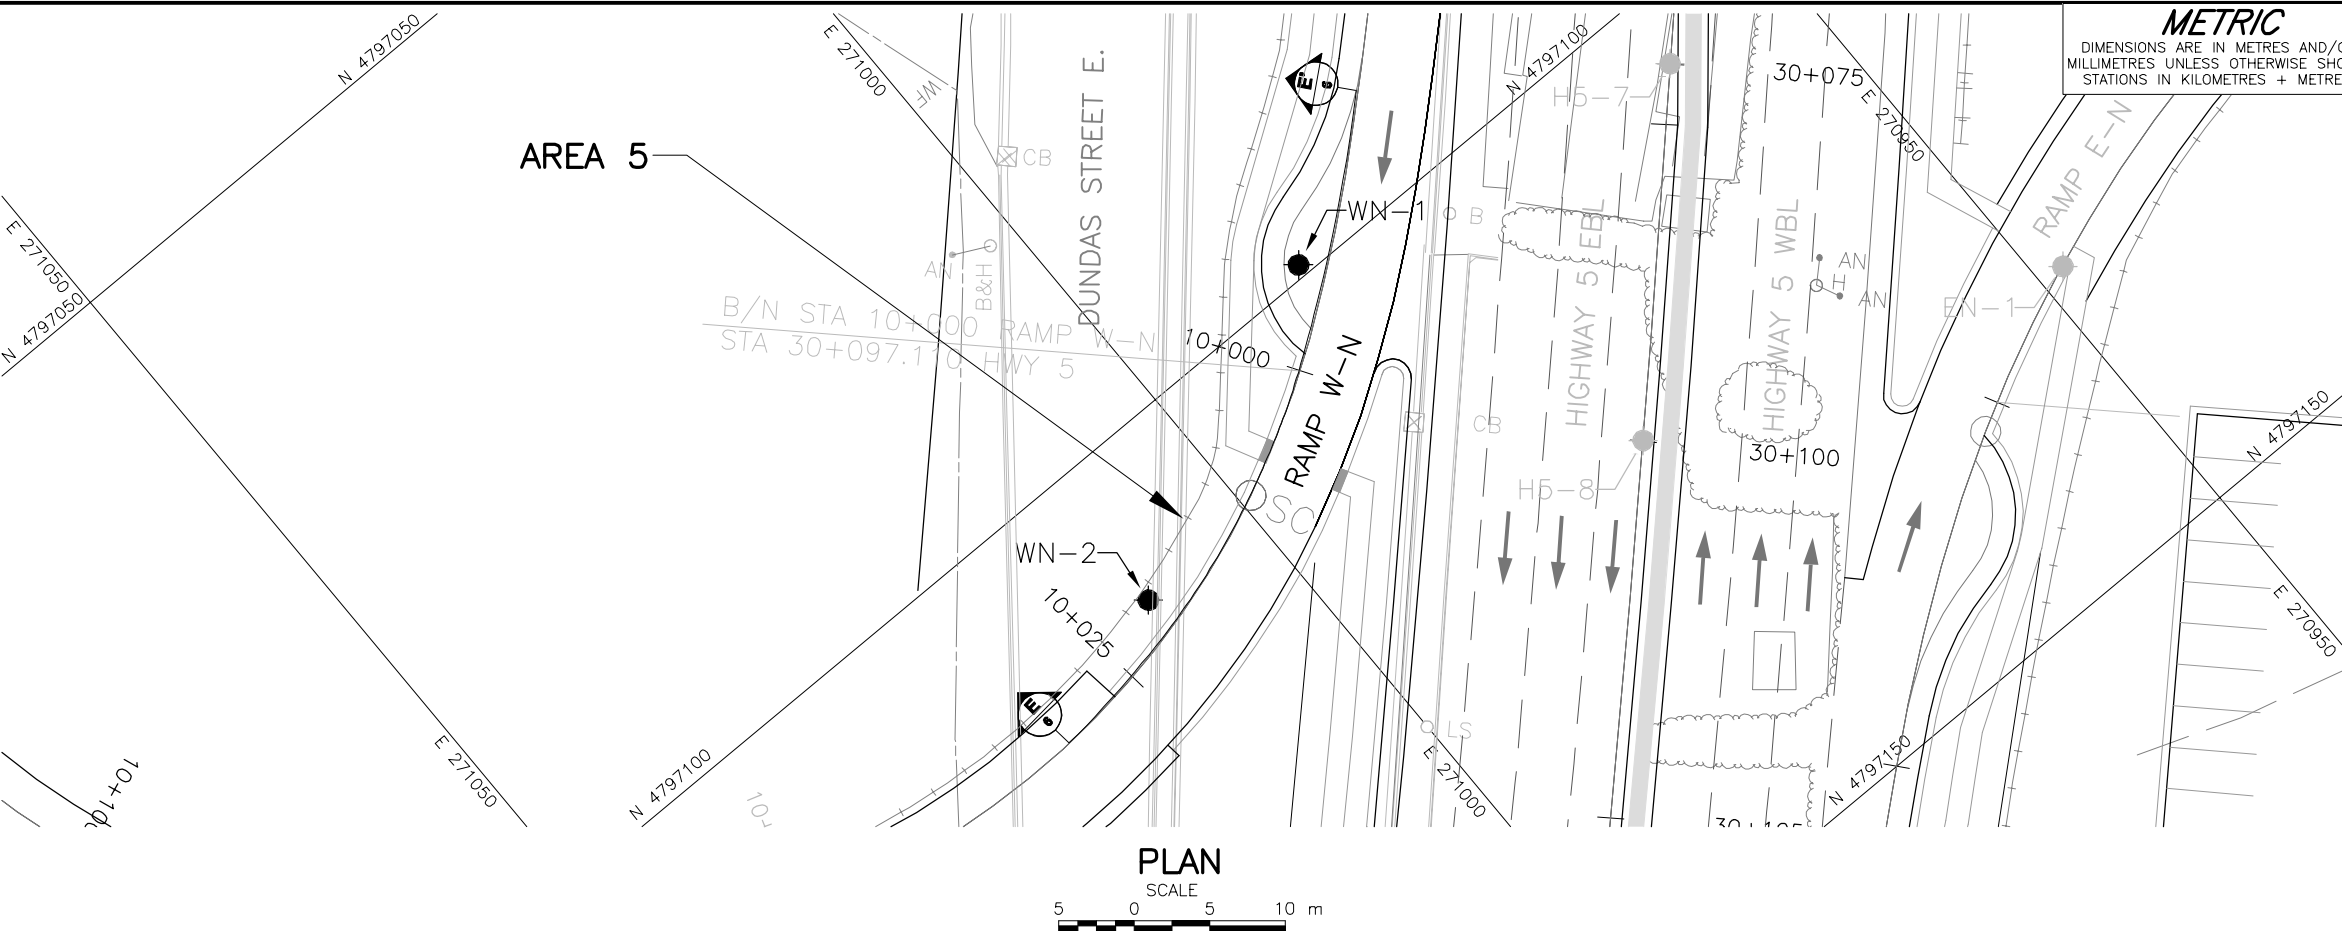 METRIC
DIMENSIONS ARE IN METRES AND/O
MILLIMETRES UNLESS OTHERWISE SHO
STATIONS IN KILOMETRES + METRE
N 4797050
E 271000
WF
DUNDAS STREET E.
E'
6
N 4797100
H5-7
30+075
E 270950
RAMP E-N
AREA 5
CB
WN-1
B
HIGHWAY 5 EBL
HIGHWAY 5 WBL
AN
H
AN
EN-1
E 271050
N 4797050
AN
B&H
B/N STA 10+000 RAMP W-N
STA 30+097.110 HWY 5
10+000
RAMP W-N
CB
30+100
N 4797150
H5-8
SC
WN-2
10+025
E 270950
E
6
LS
E 271050
N 4797100
E 271000
N 4797150
PLAN
SCALE
5 0 5 10 m